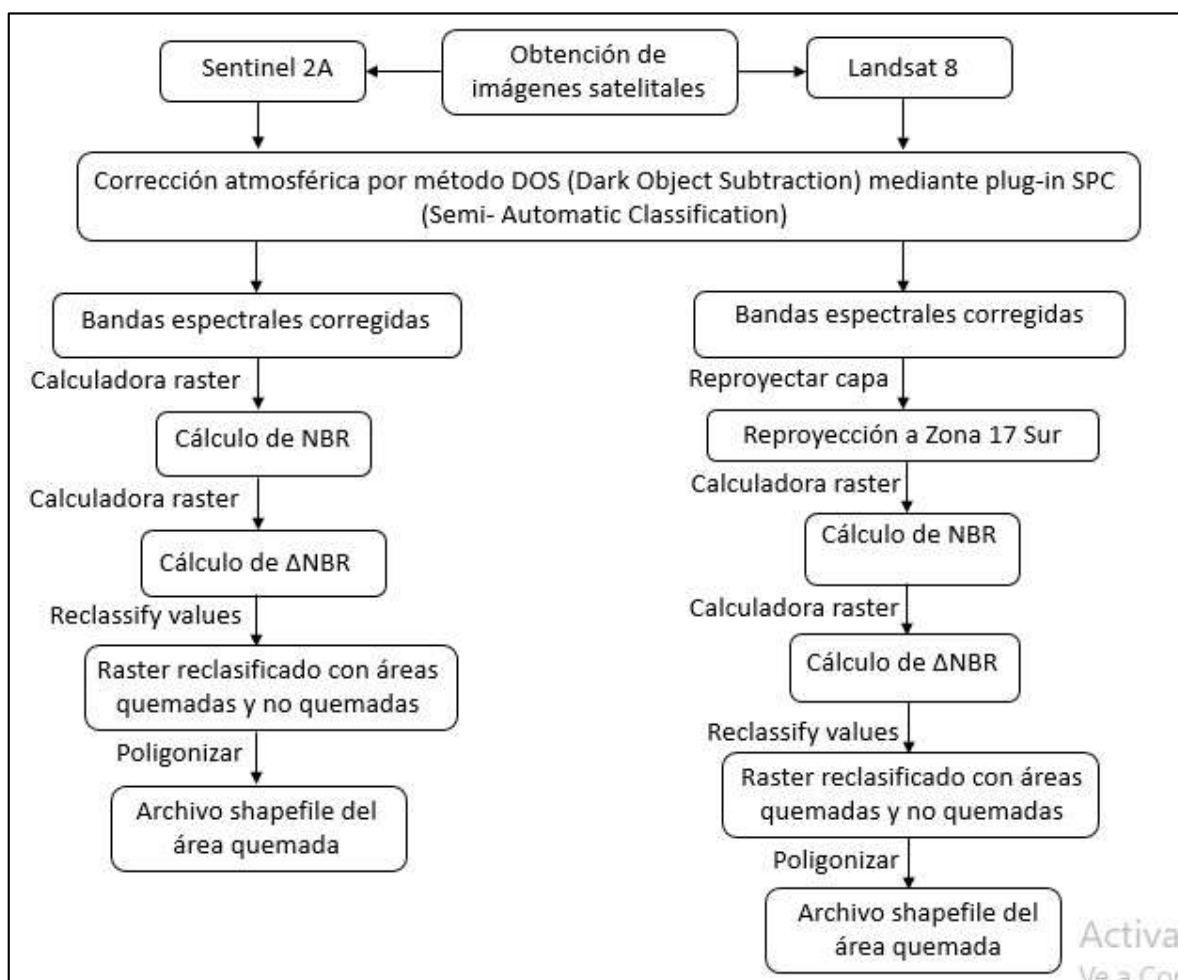 Sentinel 2A
Obtención de
imágenes satelitales
Landsat 8
Corrección atmosférica por método DOS (Dark Object Subtraction) mediante plug-in SPC
(Semi- Automatic Classification)
Bandas espectrales corregidas
Calculadora raster
Cálculo de NBR
Calculadora raster
Cálculo de ΔNBR
Reclassify values
Raster reclasificado con áreas
quemadas y no quemadas
Poligonizar
Archivo shapefile del
área quemada
Bandas espectrales corregidas
Reproyectar capa
Reproyección a Zona 17 Sur
Calculadora raster
Cálculo de NBR
Calculadora raster
Cálculo de ΔNBR
Reclassify values
Raster reclasificado con áreas
quemadas y no quemadas
Poligonizar
Archivo shapefile del
área quemada
Activa
Ve a Con